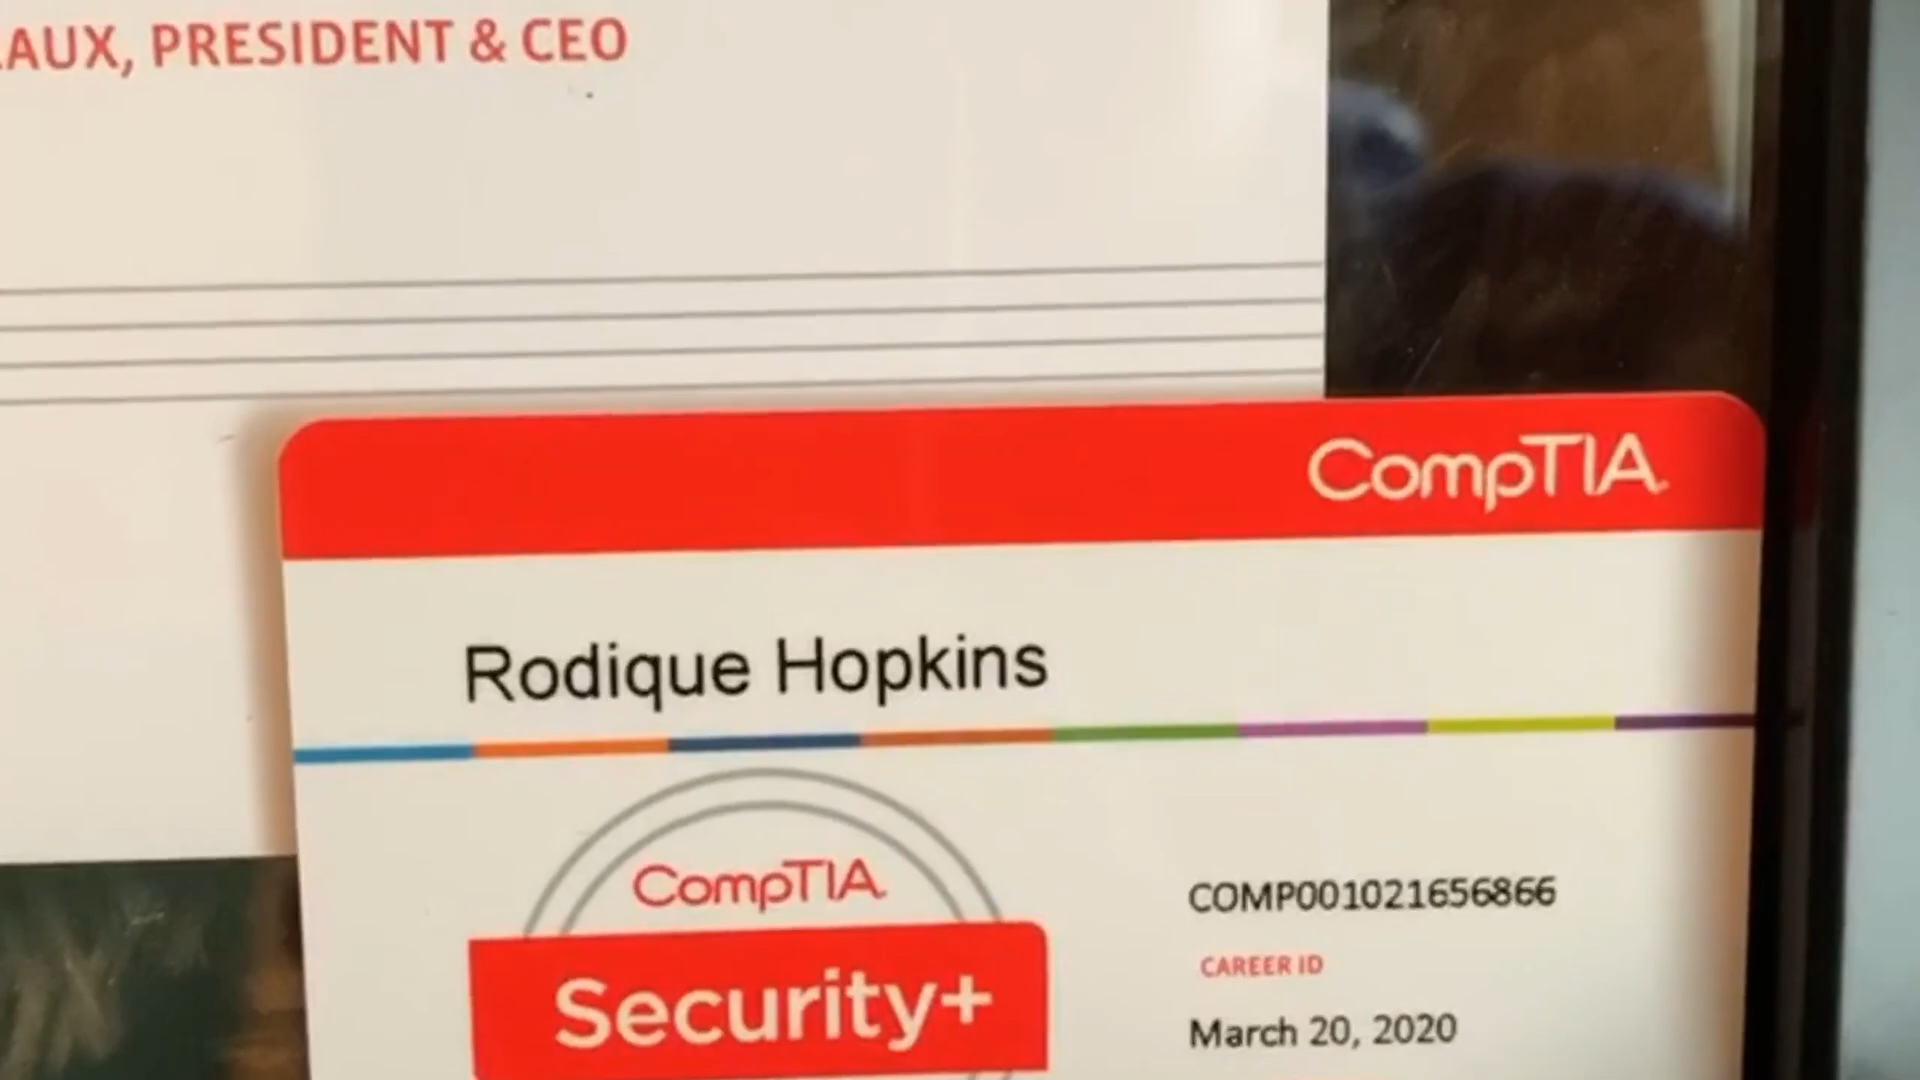 AUX, PRESIDENT & CEO
CompTIA
Rodique Hopkins
CompTIA
Security+
COMP001021656866
CAREER ID
March 20, 2020